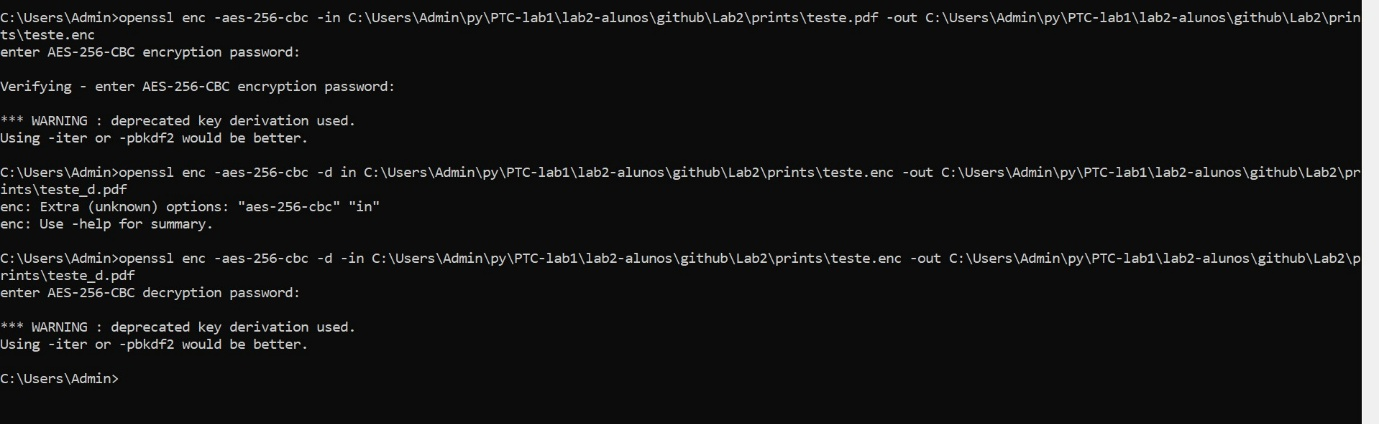 C:\Users\Admin>openssl enc -aes-256-cbc -in C:\Users\Admin\py\PTC-lab1\lab2-alunos\github\Lab2\prints\teste.pdf -out C:\Users\Admin\py\PTC-lab1\lab2-alunos\github\Lab2\prin
ts\teste.enc
enter AES-256-CBC encryption password:
Verifying - enter AES-256-CBC encryption password:
*** WARNING : deprecated key derivation used.
Using -iter or -pbkdf2 would be better.
C:\Users\Admin>openssl enc -aes-256-cbc -d in C:\Users\Admin\py\PTC-lab1\lab2-alunos\github\Lab2\prints\teste.enc -out C:\Users\Admin\py\PTC-lab1\lab2-alunos\github\Lab2\pr
ints\teste_d.pdf
enc: Extra (unknown) options: "aes-256-cbc" "in"
enc: Use -help for summary.
C:\Users\Admin>openssl enc -aes-256-cbc -d -in C:\Users\Admin\py\PTC-lab1\lab2-alunos\github\Lab2\prints\teste.enc -out C:\Users\Admin\py\PTC-lab1\lab2-alunos\github\Lab2\p
rints\teste_d.pdf
enter AES-256-CBC decryption password:
*** WARNING : deprecated key derivation used.
Using -iter or -pbkdf2 would be better.
C:\Users\Admin>